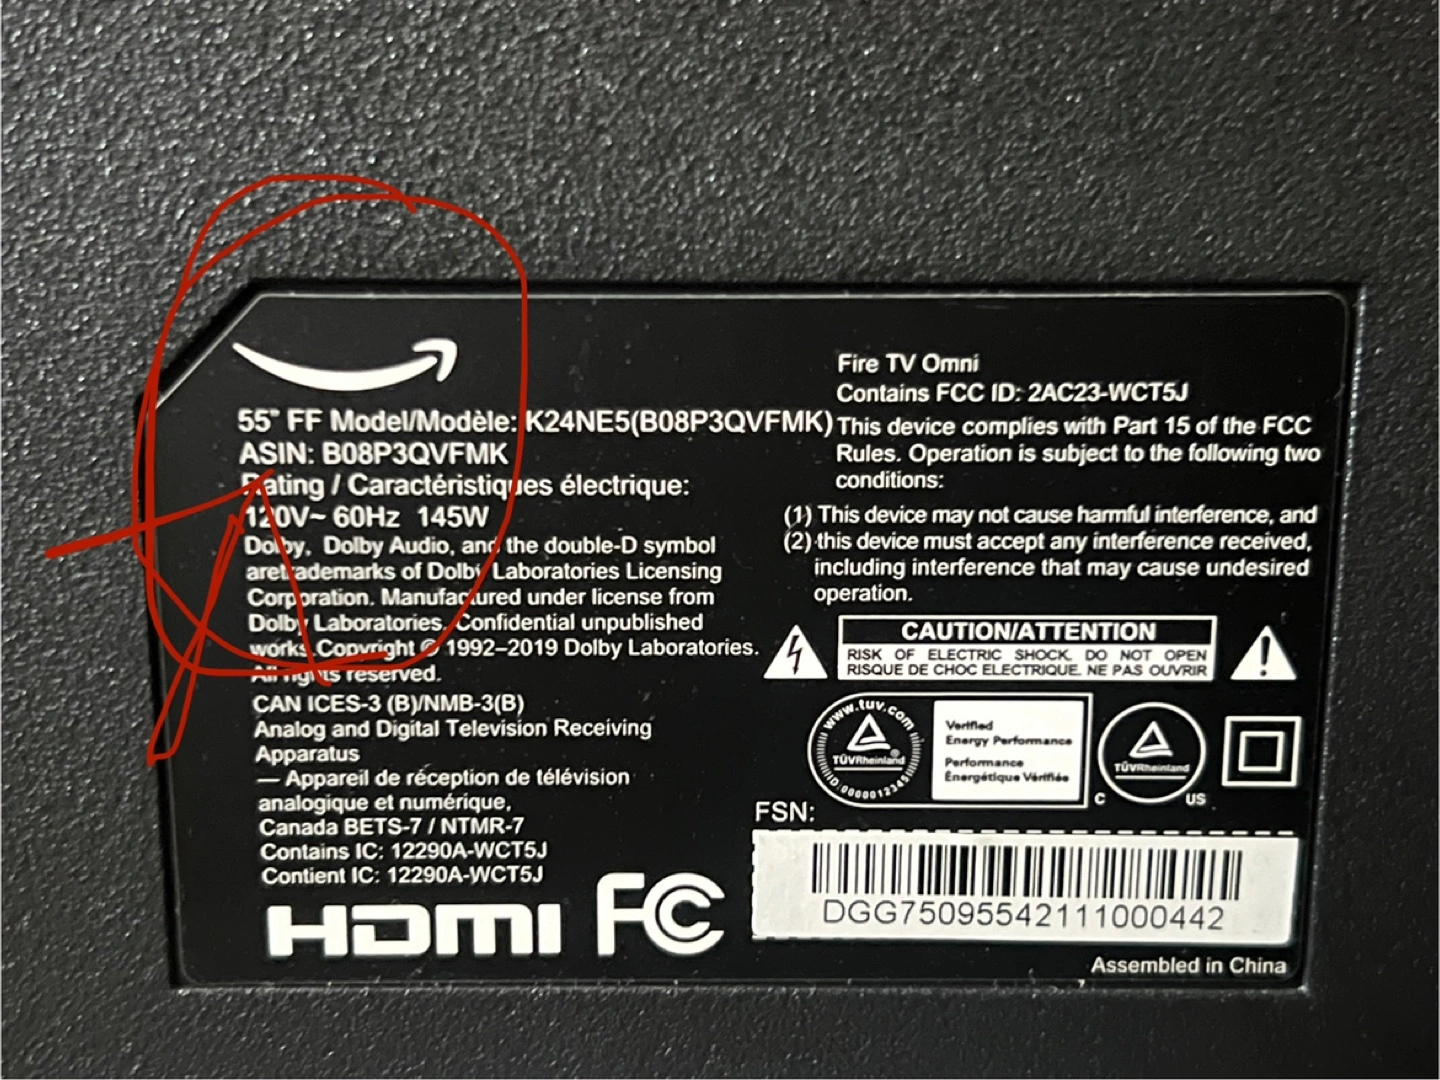 55" FF Model/Modèle: K24NE5(B08P3QVFMK)
ASIN: B08P3QVFMK
Rating / Caractéristiques électrique:
120V~ 60Hz 145W
Dolby, Dolby Audio, and the double-D symbol
aretrademarks of Dolby Laboratories Licensing
Corporation. Manufactured under license from
Dolby Laboratories. Confidential unpublished
works.Copyright © 1992–2019 Dolby Laboratories.
All rights reserved.
CAN ICES-3 (B)/NMB-3(B)
Analog and Digital Television Receiving
Apparatus
— Appareil de réception de télévision
analogique et numérique,
Canada BETS-7 / NTMR-7
Contains IC: 12290A-WCT5J
Contient IC: 12290A-WCT5J
HDMI FC
Fire TV Omni
Contains FCC ID: 2AC23-WCT5J
This device complies with Part 15 of the FCC
Rules. Operation is subject to the following two
conditions:
(1) This device may not cause harmful interference, and
(2) this device must accept any interference received,
including interference that may cause undesired
operation.
CAUTION/ATTENTION
RISK OF ELECTRIC SHOCK. DO NOT OPEN
RISQUE DE CHOC ELECTRIQUE. NE PAS OUVRIR
www.tuv.com
TÜVRheinland®
ID:0000012345
Verified
Energy Performance
Performance
Énergétique Vérifiée
TÜVRheinland
C US
FSN:
DGG75095542111000442
Assembled in China